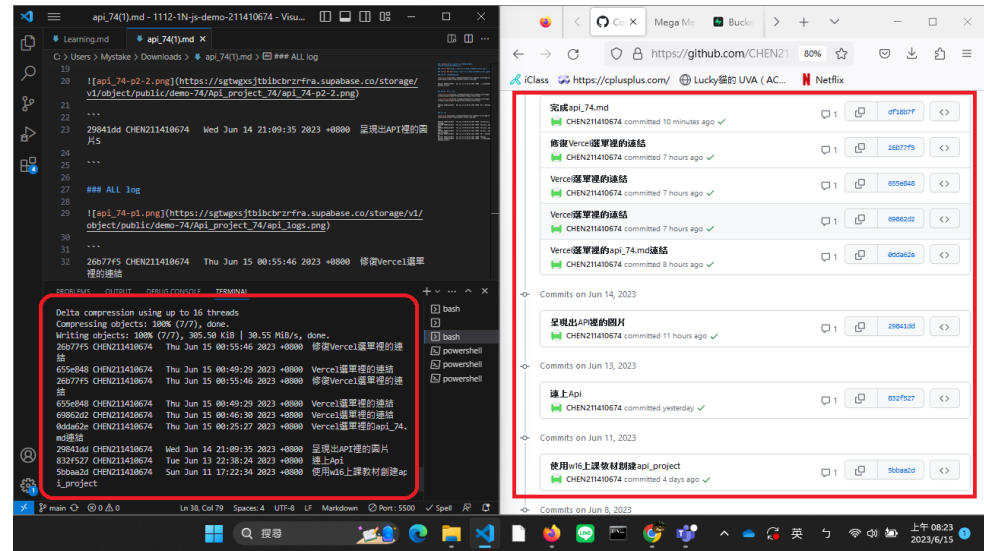 api_74(1).md - 1112-1N-js-demo-211410674 - Visu...
Learning.md
api_74(1).md
C: > Users > Mystake > Downloads > api_74(1).md > ### ALL log
19
20 ![api_74-p2-2.png](https://sgtwgxsjtbibcbrzrfra.supabase.co/storage/
v1/object/public/demo-74/Api_project_74/api_74-p2-2.png)
21
22 ```
23 29841dd CHEN211410674 Wed Jun 14 21:09:35 2023 +0800 呈現出API裡的圖
片S
24
25 ```
26
27 ### ALL log
28
29 ![api_74-p1.png](https://sgtwgxsjtbibcbrzrfra.supabase.co/storage/v1/
object/public/demo-74/Api_project_74/api_logs.png)
30
31 ```
32 26b77f5 CHEN211410674 Thu Jun 15 00:55:46 2023 +0800 修復Vercel選單
裡的連結
PROBLEMS OUTPUT DEBUG CONSOLE TERMINAL
Delta compression using up to 16 threads
Compressing objects: 100% (7/7), done.
Writing objects: 100% (7/7), 305.50 KiB | 30.55 MiB/s, done.
26b77f5 CHEN211410674 Thu Jun 15 00:55:46 2023 +0800 修復Vercel選單裡的連
結
655e848 CHEN211410674 Thu Jun 15 00:49:29 2023 +0800 Vercel選單裡的連結
26b77f5 CHEN211410674 Thu Jun 15 00:55:46 2023 +0800 修復Vercel選單裡的連
結
655e848 CHEN211410674 Thu Jun 15 00:49:29 2023 +0800 Vercel選單裡的連結
69862d2 CHEN211410674 Thu Jun 15 00:46:30 2023 +0800 Vercel選單裡的連結
0dda62e CHEN211410674 Thu Jun 15 00:25:27 2023 +0800 Vercel選單裡的api_74.
md連結
29841dd CHEN211410674 Wed Jun 14 21:09:35 2023 +0800 呈現出API裡的圖片
832f527 CHEN211410674 Tue Jun 13 22:38:24 2023 +0800 連上Api
5bbaa2d CHEN211410674 Sun Jun 11 17:22:34 2023 +0800 使用w16上課教材創建ap
i_project
bash
bash
powershell
powershell
main
0 0
Ln 38, Col 79 Spaces: 4 UTF-8 LF Markdown Port : 5500 Spell
Mega Me
Bucke
https://github.com/CHEN21
80%
iClass https://cplusplus.com/ Lucky貓的 UVA ( AC... Netflix
完成api_74.md
CHEN211410674 committed 10 minutes ago
1 df18b7f
修復Vercel選單裡的連結
CHEN211410674 committed 7 hours ago
1 26b77f5
Vercel選單裡的連結
CHEN211410674 committed 7 hours ago
1 655e848
Vercel選單裡的連結
CHEN211410674 committed 7 hours ago
1 69862d2
Vercel選單裡的api_74.md連結
CHEN211410674 committed 8 hours ago
1 0dda62e
Commits on Jun 14, 2023
呈現出API裡的圖片
CHEN211410674 committed 11 hours ago
1 29841dd
Commits on Jun 13, 2023
連上Api
CHEN211410674 committed yesterday
1 832f527
Commits on Jun 11, 2023
使用w16上課教材創建api_project
CHEN211410674 committed 4 days ago
1 5bbaa2d
Commits on Jun 8, 2023
搜尋
英
上午 08:23
2023/6/15
1